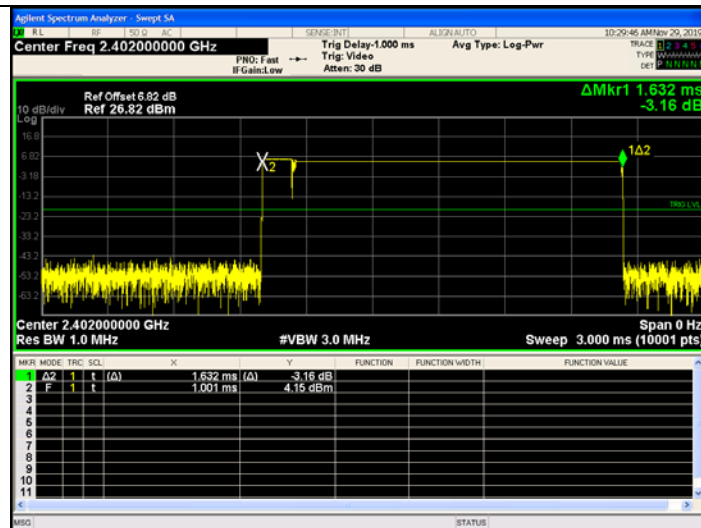 Agilent Spectrum Analyzer - Swept SA
RL RF 50 Ω AC SENSE:INT ALIGN AUTO 10:29:46 AM Nov 29, 2019
Center Freq 2.402000000 GHz
PNO: Fast
IFGain:Low
Trig Delay-1.000 ms
Trig: Video
Atten: 30 dB
Avg Type: Log-Pwr
TRACE 1 2 3 4 5
TYPE
DET P N N N N
ΔMkr1 1.632 ms
-3.16 dB
Ref Offset 6.82 dB
10 dB/div Ref 26.82 dBm
Log
16.8
6.82
-3.18
-13.2
-23.2
-33.2
-43.2
-53.2
-63.2
X2
1Δ2
TRIG LVL
Center 2.402000000 GHz Span 0 Hz
Res BW 1.0 MHz #VBW 3.0 MHz Sweep 3.000 ms (10001 pts)
MKR MODE TRC SCL X Y FUNCTION FUNCTION WIDTH FUNCTION VALUE
1 Δ2 1 t (Δ) 1.632 ms (Δ) -3.16 dB
2 F 1 t 1.001 ms 4.15 dBm
3
4
5
6
7
8
9
10
11
MSG STATUS